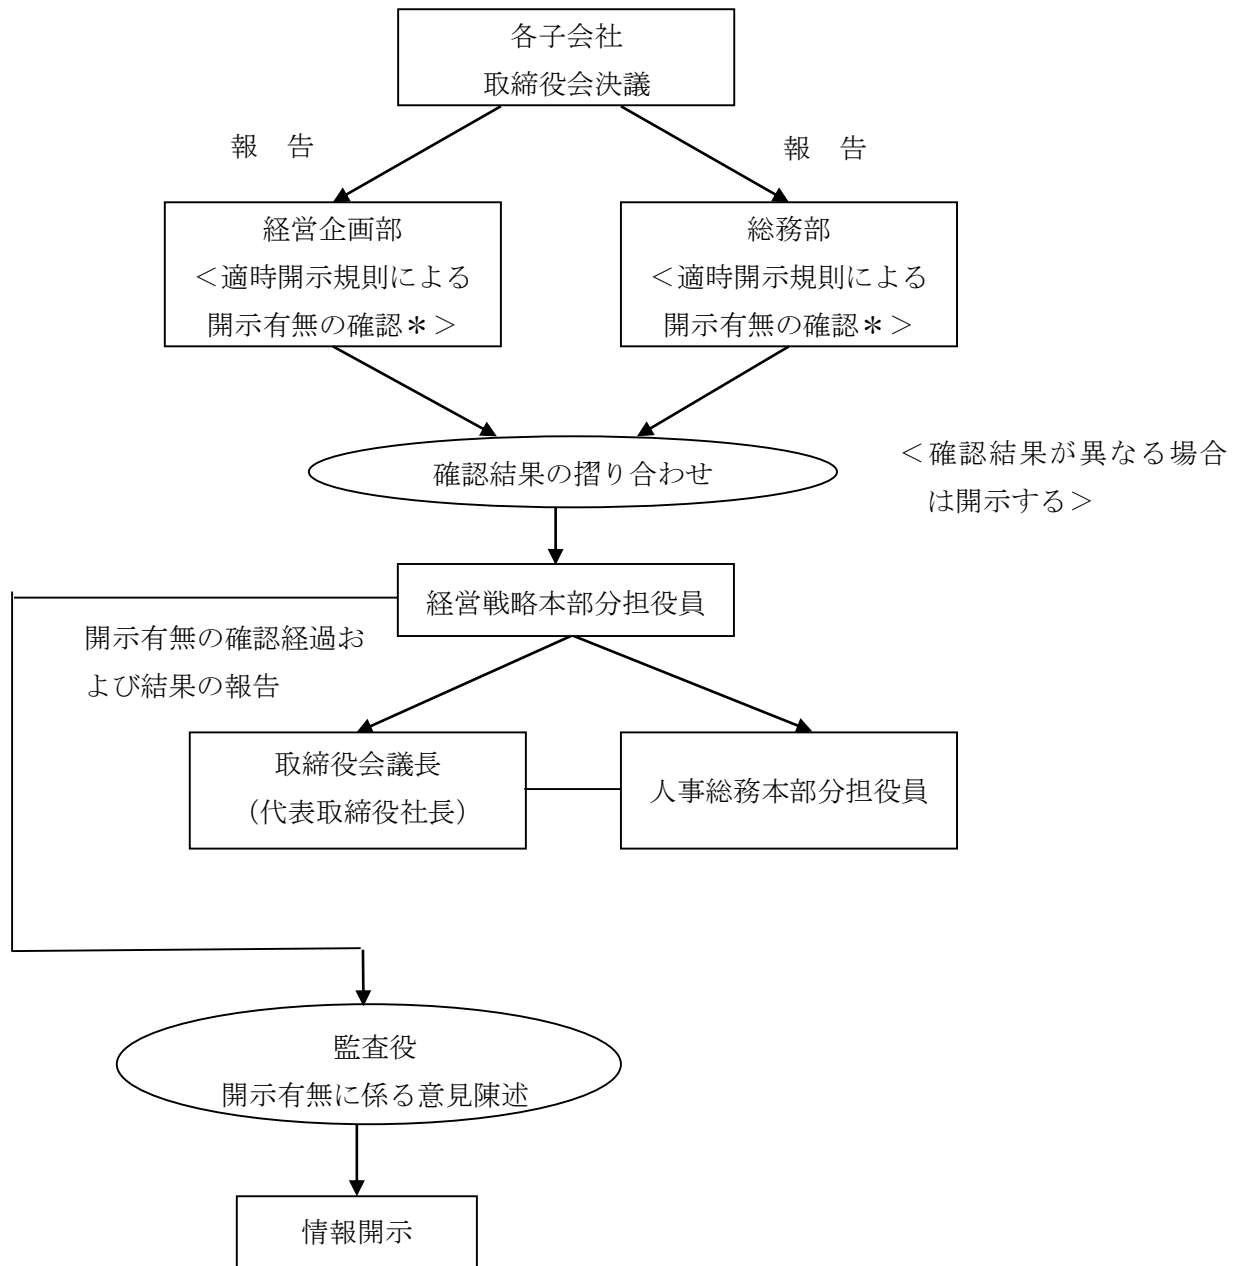 各子会社
取締役会決議
報　告
報　告
経営企画部
＜適時開示規則による
開示有無の確認＊＞
総務部
＜適時開示規則による
開示有無の確認＊＞
確認結果の摺り合わせ
＜確認結果が異なる場合
は開示する＞
経営戦略本部分担役員
開示有無の確認経過お
よび結果の報告
取締役会議長
（代表取締役社長）
人事総務本部分担役員
監査役
開示有無に係る意見陳述
情報開示